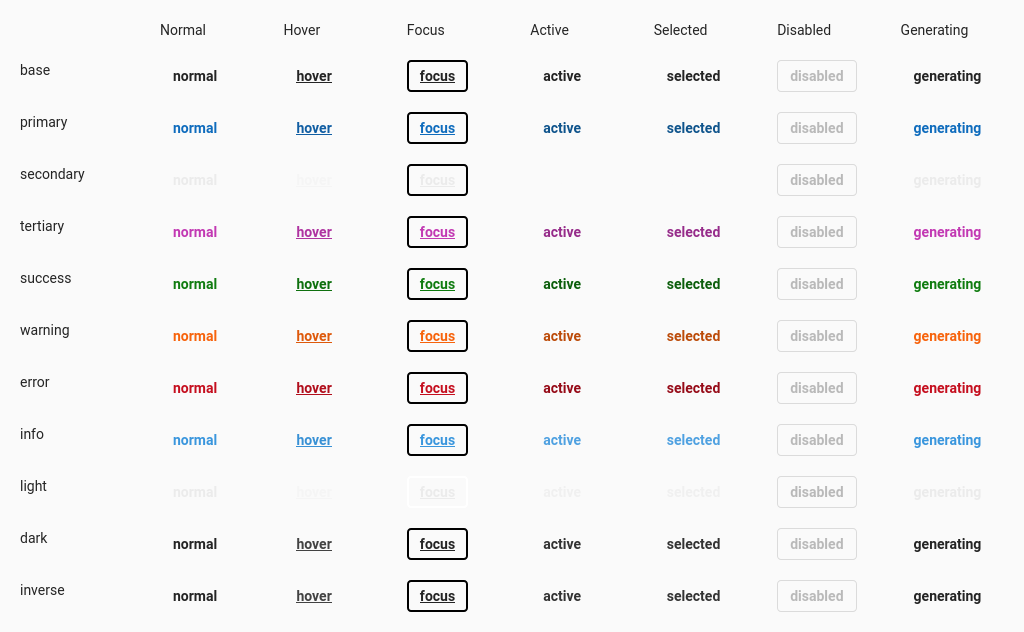 Normal Hover Focus Active Selected Disabled Generating
base normal hover focus active selected disabled generating
primary normal hover focus active selected disabled generating
secondary normal hover focus disabled generating
tertiary normal hover focus active selected disabled generating
success normal hover focus active selected disabled generating
warning normal hover focus active selected disabled generating
error normal hover focus active selected disabled generating
info normal hover focus active selected disabled generating
light normal hover focus active selected disabled generating
dark normal hover focus active selected disabled generating
inverse normal hover focus active selected disabled generating